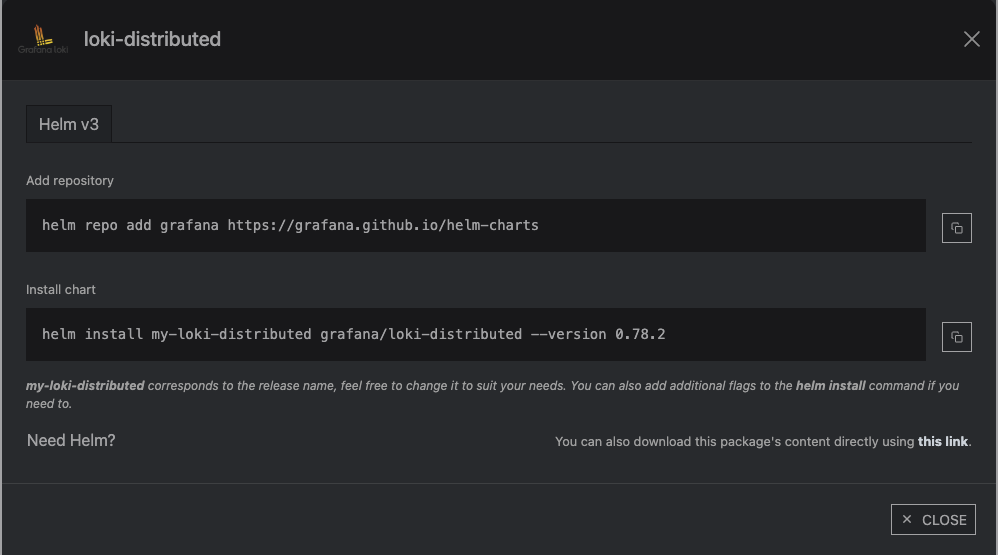 Grafana loki
loki-distributed
Helm v3
Add repository
helm repo add grafana https://grafana.github.io/helm-charts
Install chart
helm install my-loki-distributed grafana/loki-distributed --version 0.78.2
my-loki-distributed corresponds to the release name, feel free to change it to suit your needs. You can also add additional flags to the helm install command if you
need to.
Need Helm?
You can also download this package's content directly using this link.
CLOSE